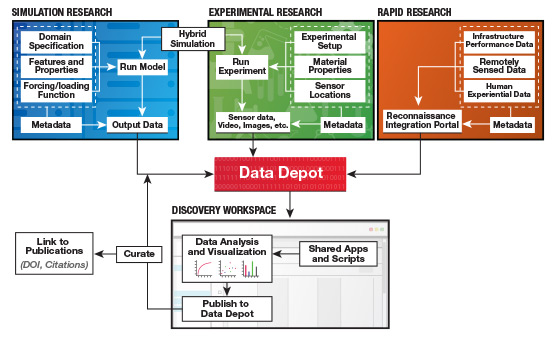 SIMULATION RESEARCH
Domain
Specification
Features and
Properties
Forcing/loading
Function
Run Model
Metadata
Output Data
Hybrid
Simulation
EXPERIMENTAL RESEARCH
Run
Experiment
Experimental
Setup
Material
Properties
Sensor
Locations
Sensor data,
Video, Images, etc.
Metadata
RAPID RESEARCH
Infrastructure
Performance Data
Remotely
Sensed Data
Human
Experiential Data
Reconnaissance
Integration Portal
Metadata
Data Depot
DISCOVERY WORKSPACE
Data Analysis
and Visualization
Shared Apps
and Scripts
Publish to
Data Depot
Curate
Link to
Publications
(DOI, Citations)